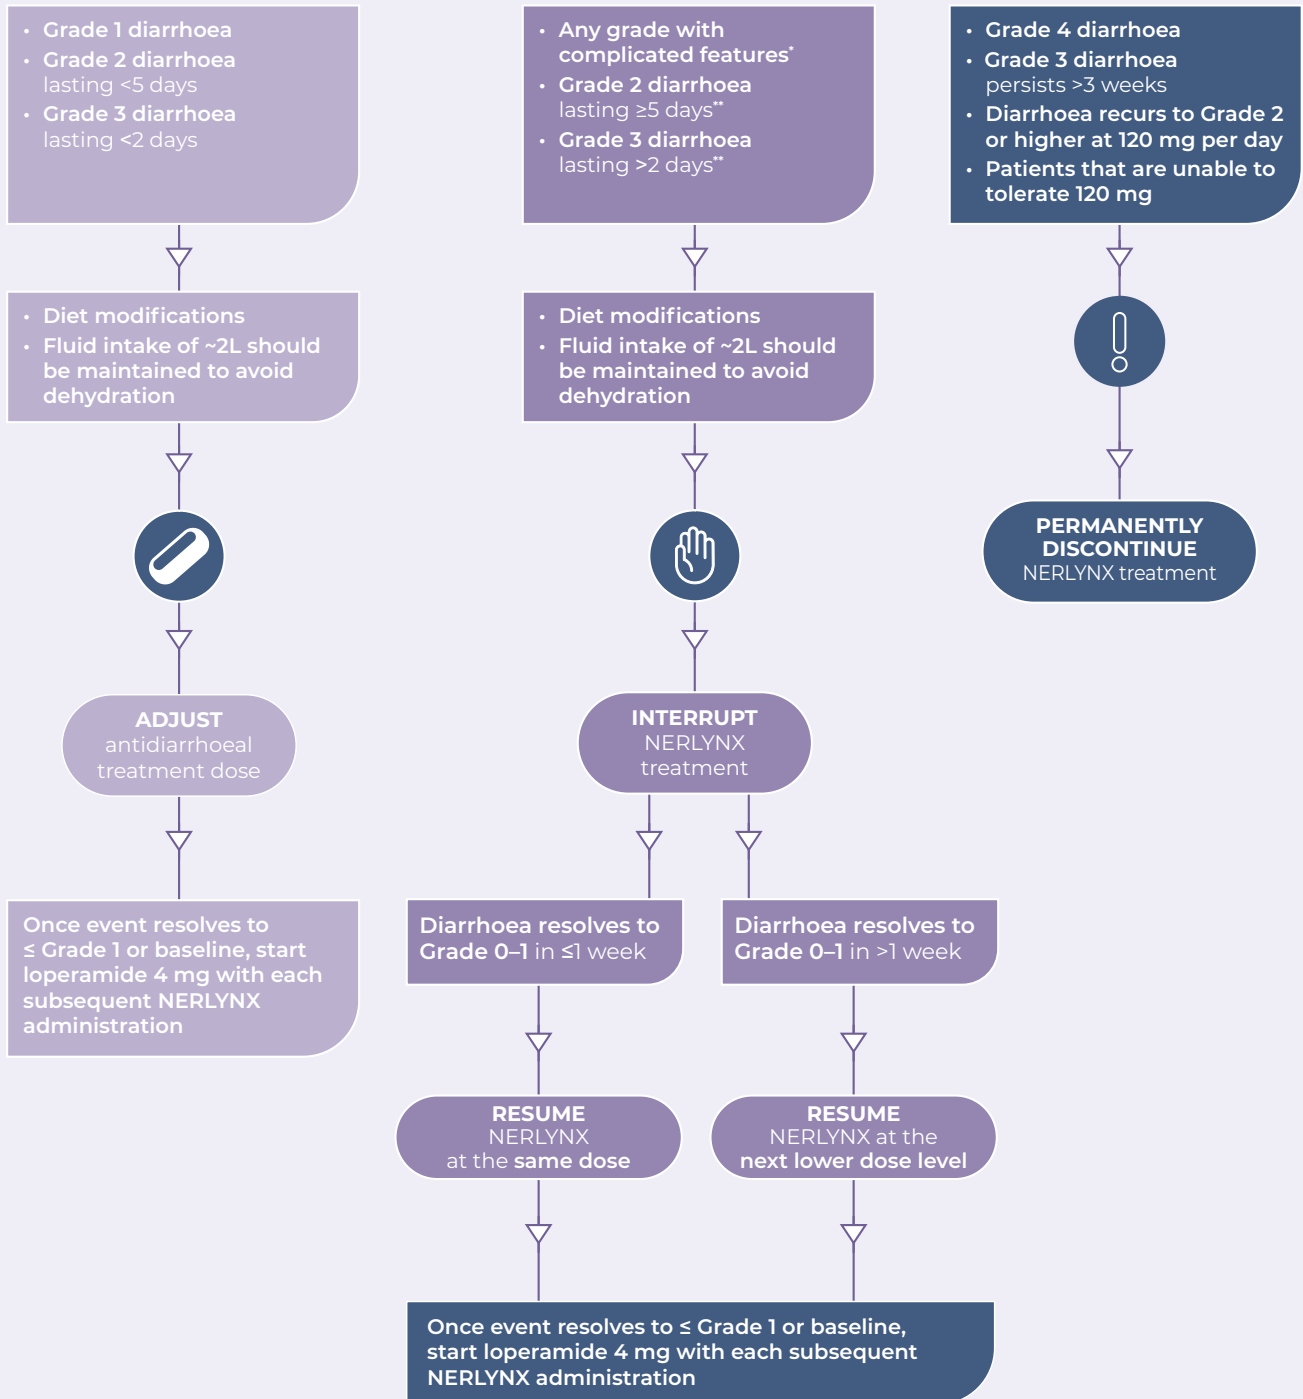 • Grade 1 diarrhoea
• Grade 2 diarrhoea
lasting <5 days
• Grade 3 diarrhoea
lasting <2 days
• Any grade with
complicated features*
• Grade 2 diarrhoea
lasting ≥5 days**
• Grade 3 diarrhoea
lasting >2 days**
• Grade 4 diarrhoea
• Grade 3 diarrhoea
persists >3 weeks
• Diarrhoea recurs to Grade 2
or higher at 120 mg per day
• Patients that are unable to
tolerate 120 mg
• Diet modifications
• Fluid intake of ~2L should
be maintained to avoid
dehydration
• Diet modifications
• Fluid intake of ~2L should
be maintained to avoid
dehydration
PERMANENTLY
DISCONTINUE
NERLYNX treatment
ADJUST
antidiarrhoeal
treatment dose
INTERRUPT
NERLYNX
treatment
Once event resolves to
≤ Grade 1 or baseline, start
loperamide 4 mg with each
subsequent NERLYNX
administration
Diarrhoea resolves to
Grade 0–1 in ≤1 week
Diarrhoea resolves to
Grade 0–1 in >1 week
RESUME
NERLYNX
at the same dose
RESUME
NERLYNX at the
next lower dose level
Once event resolves to ≤ Grade 1 or baseline,
start loperamide 4 mg with each subsequent
NERLYNX administration